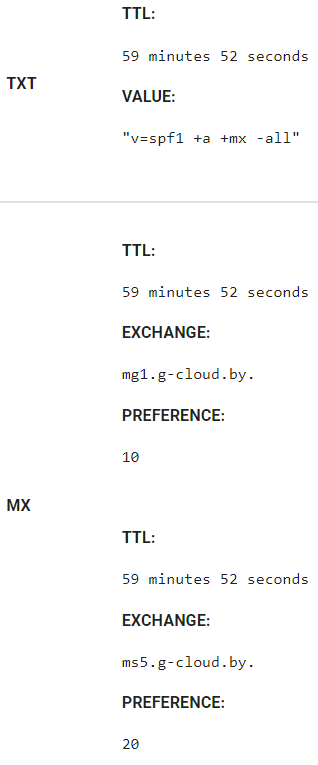 TXT
TTL:
59 minutes 52 seconds
VALUE:
"v=spf1 +a +mx -all"
MX
TTL:
59 minutes 52 seconds
EXCHANGE:
mg1.g-cloud.by.
PREFERENCE:
10
TTL:
59 minutes 52 seconds
EXCHANGE:
ms5.g-cloud.by.
PREFERENCE:
20